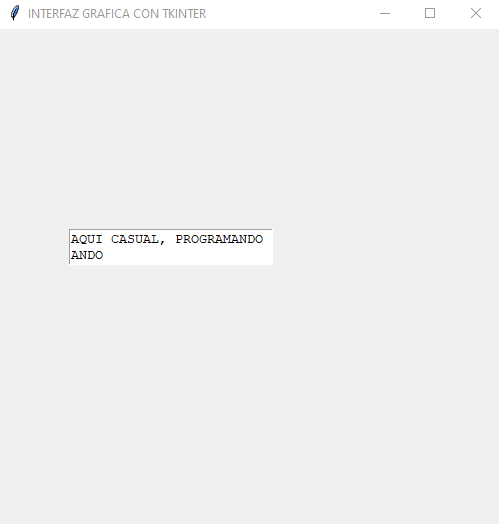 INTERFAZ GRAFICA CON TKINTER
AQUI CASUAL, PROGRAMANDO
ANDO